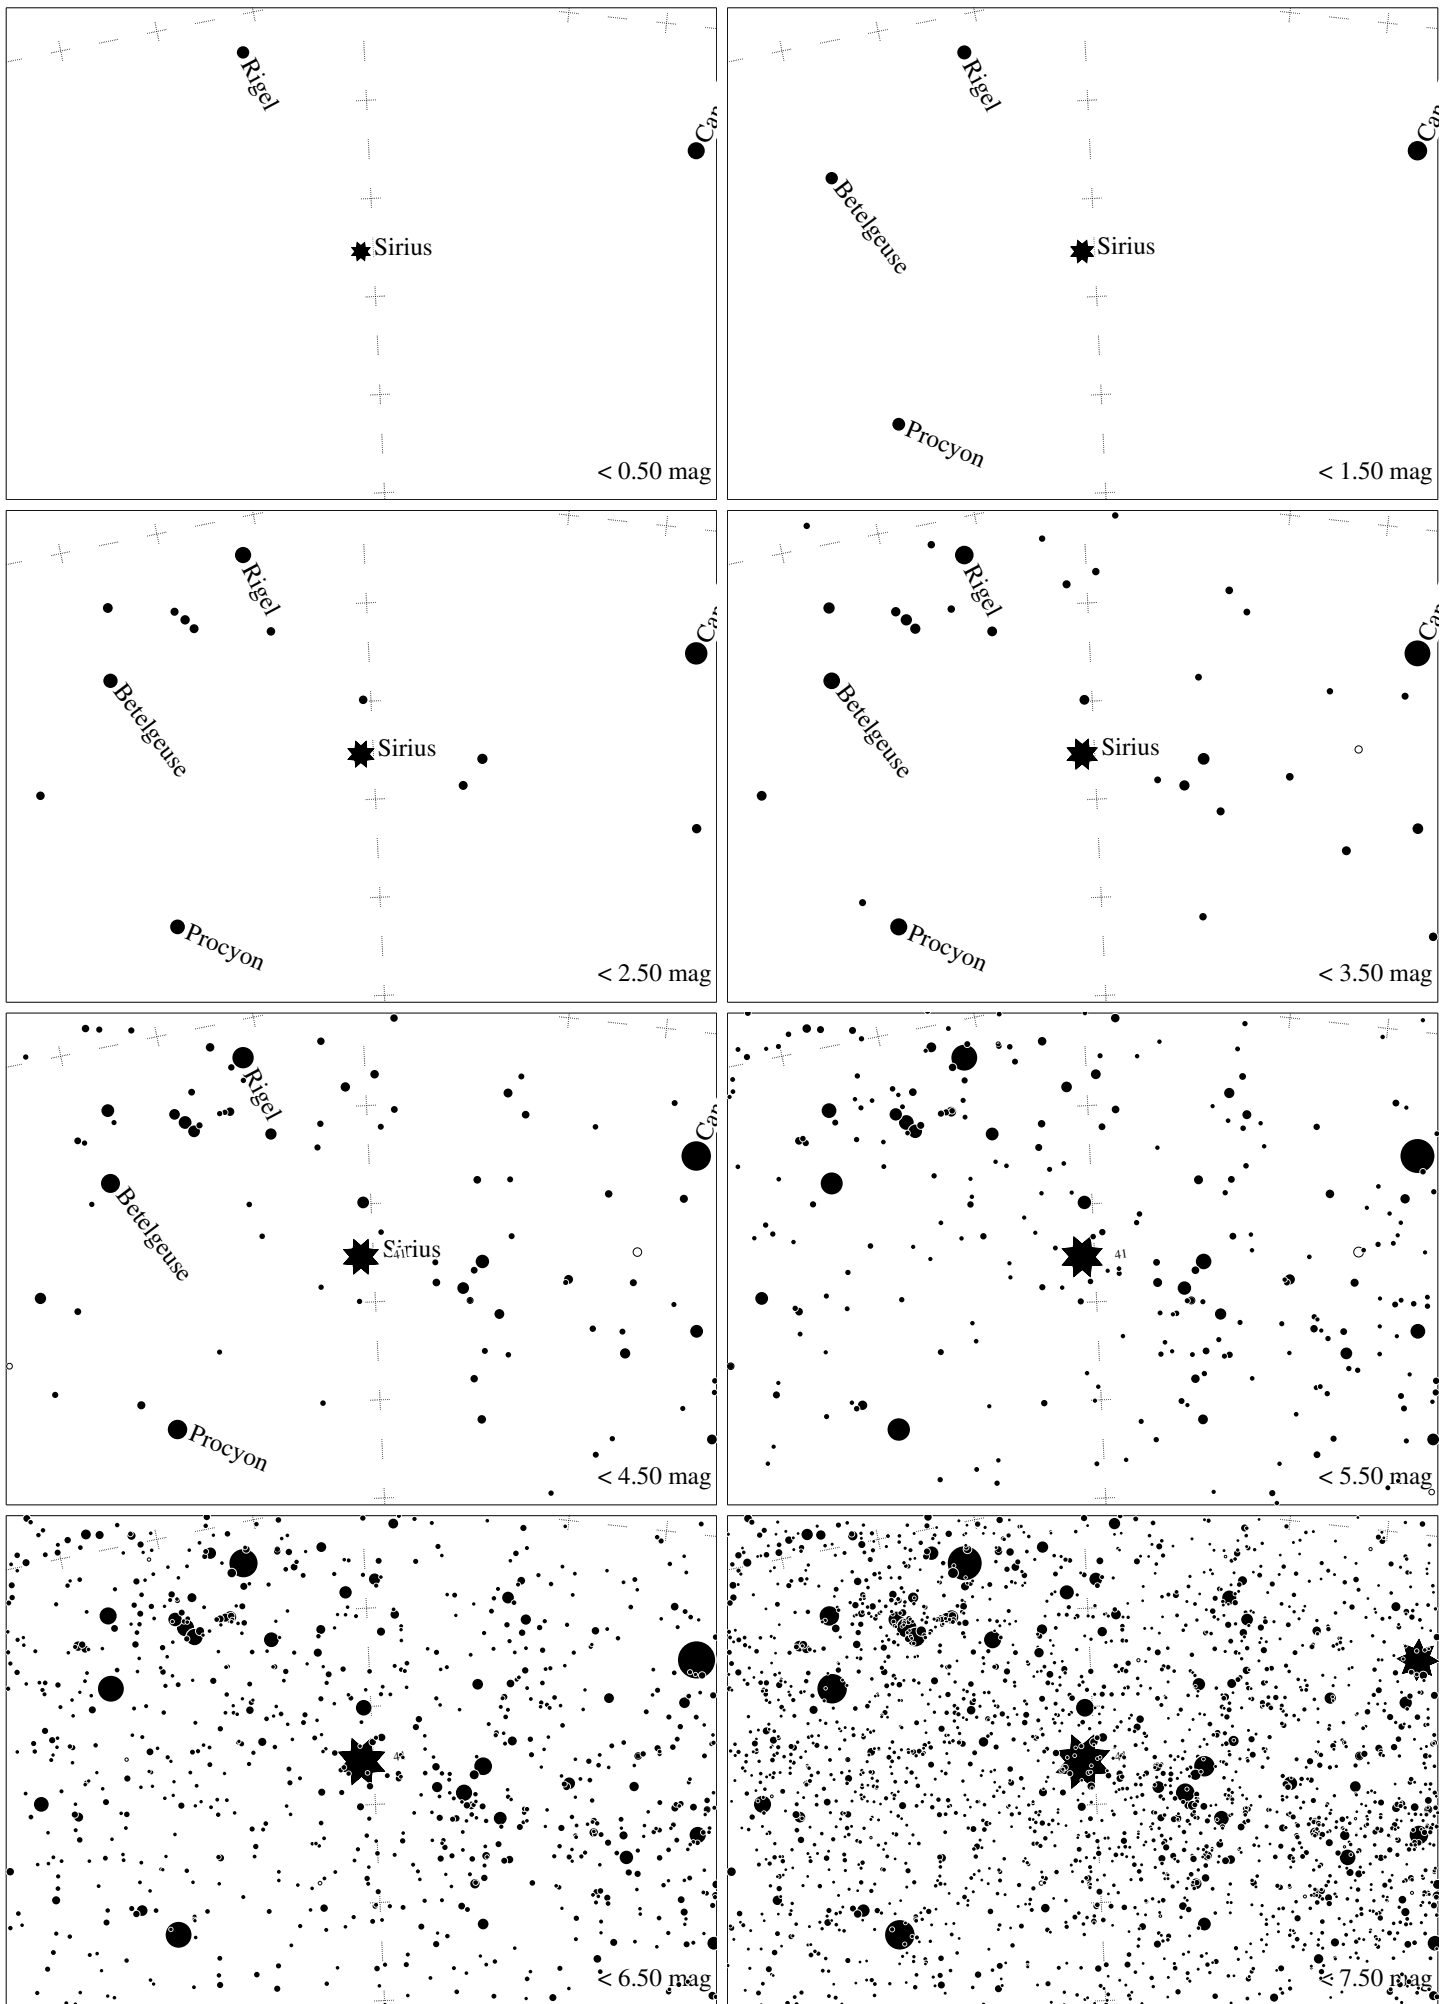 Rigel
Can
Sirius
< 0.50 mag
Rigel
Can
Betelgeuse
Sirius
Procyon
< 1.50 mag
Rigel
Can
Betelgeuse
Sirius
Procyon
< 2.50 mag
Rigel
Can
Betelgeuse
Sirius
Procyon
< 3.50 mag
Rigel
Can
Betelgeuse
Sirius
41
Procyon
< 4.50 mag
41
< 5.50 mag
< 6.50 mag
< 7.50 mag